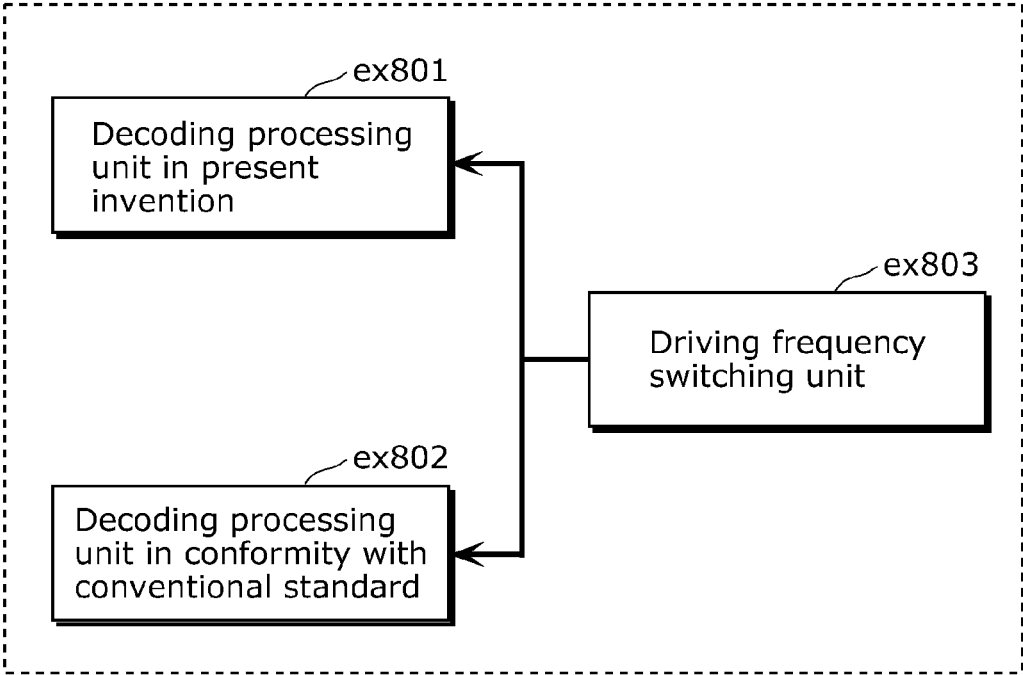 ex801
Decoding processing
unit in present
invention
ex803
Driving frequency
switching unit
ex802
Decoding processing
unit in conformity with
conventional standard